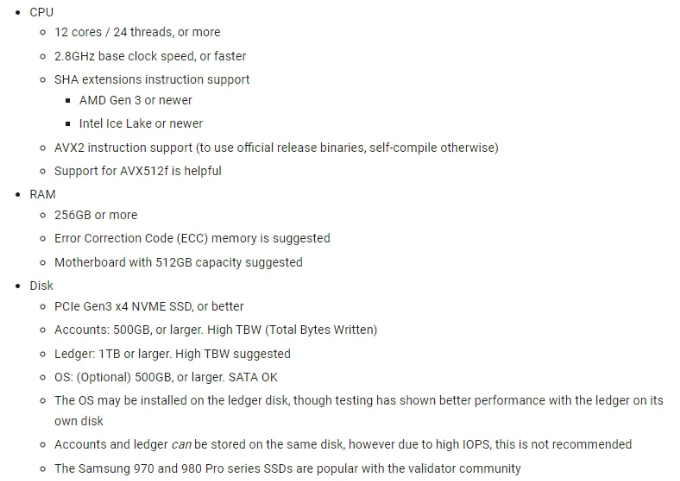 CPU
12 cores / 24 threads, or more
2.8GHz base clock speed, or faster
SHA extensions instruction support
AMD Gen 3 or newer
Intel Ice Lake or newer
AVX2 instruction support (to use official release binaries, self-compile otherwise)
Support for AVX512f is helpful
RAM
256GB or more
Error Correction Code (ECC) memory is suggested
Motherboard with 512GB capacity suggested
Disk
PCIe Gen3 x4 NVME SSD, or better
Accounts: 500GB, or larger. High TBW (Total Bytes Written)
Ledger: 1TB or larger. High TBW suggested
OS: (Optional) 500GB, or larger. SATA OK
The OS may be installed on the ledger disk, though testing has shown better performance with the ledger on its
own disk
Accounts and ledger can be stored on the same disk, however due to high IOPS, this is not recommended
The Samsung 970 and 980 Pro series SSDs are popular with the validator community